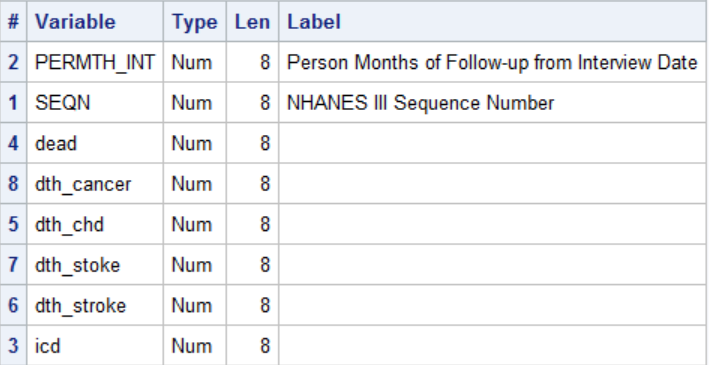 # Variable Type Len Label
2 PERMTH_INT Num 8 Person Months of Follow-up from Interview Date
1 SEQN Num 8 NHANES III Sequence Number
4 dead Num 8
8 dth_cancer Num 8
5 dth_chd Num 8
7 dth_stoke Num 8
6 dth_stroke Num 8
3 icd Num 8